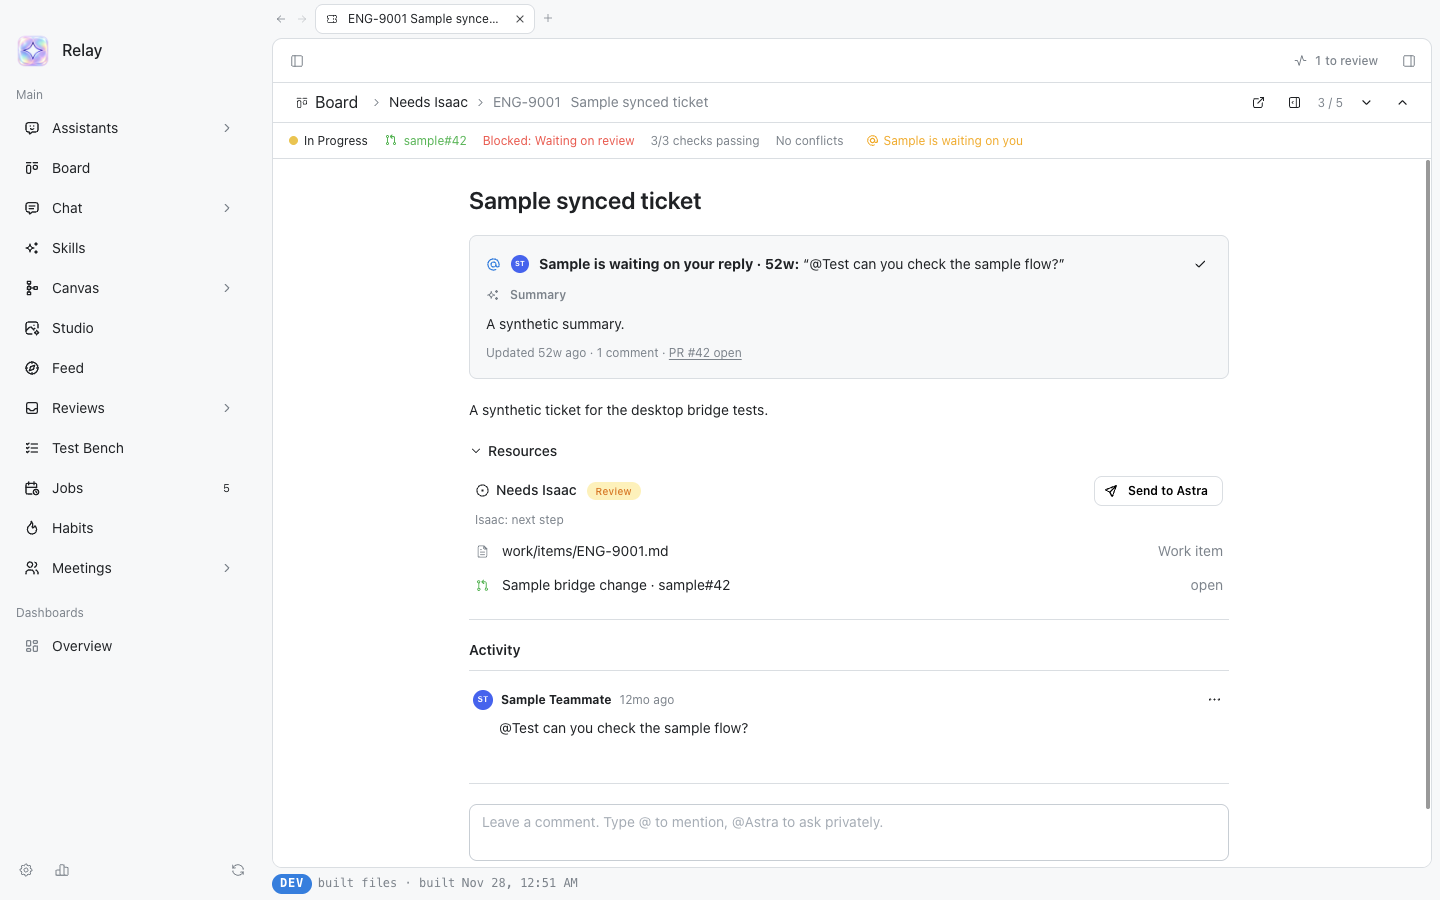 ENG-9001 Sample synce...
Relay
1 to review
Main
Assistants
Board
Chat
Skills
Canvas
Studio
Feed
Reviews
Test Bench
Jobs 5
Habits
Meetings
Dashboards
Overview
Board Needs Isaac ENG-9001 Sample synced ticket 3 / 5
In Progress sample#42 Blocked: Waiting on review 3/3 checks passing No conflicts Sample is waiting on you
Sample synced ticket
ST Sample is waiting on your reply · 52w: “@Test can you check the sample flow?”
Summary
A synthetic summary.
Updated 52w ago · 1 comment · PR #42 open
A synthetic ticket for the desktop bridge tests.
Resources
Needs Isaac Review Send to Astra
Isaac: next step
work/items/ENG-9001.md Work item
Sample bridge change · sample#42 open
Activity
ST Sample Teammate 12mo ago
@Test can you check the sample flow?
Leave a comment. Type @ to mention, @Astra to ask privately.
DEV built files · built Nov 28, 12:51 AM